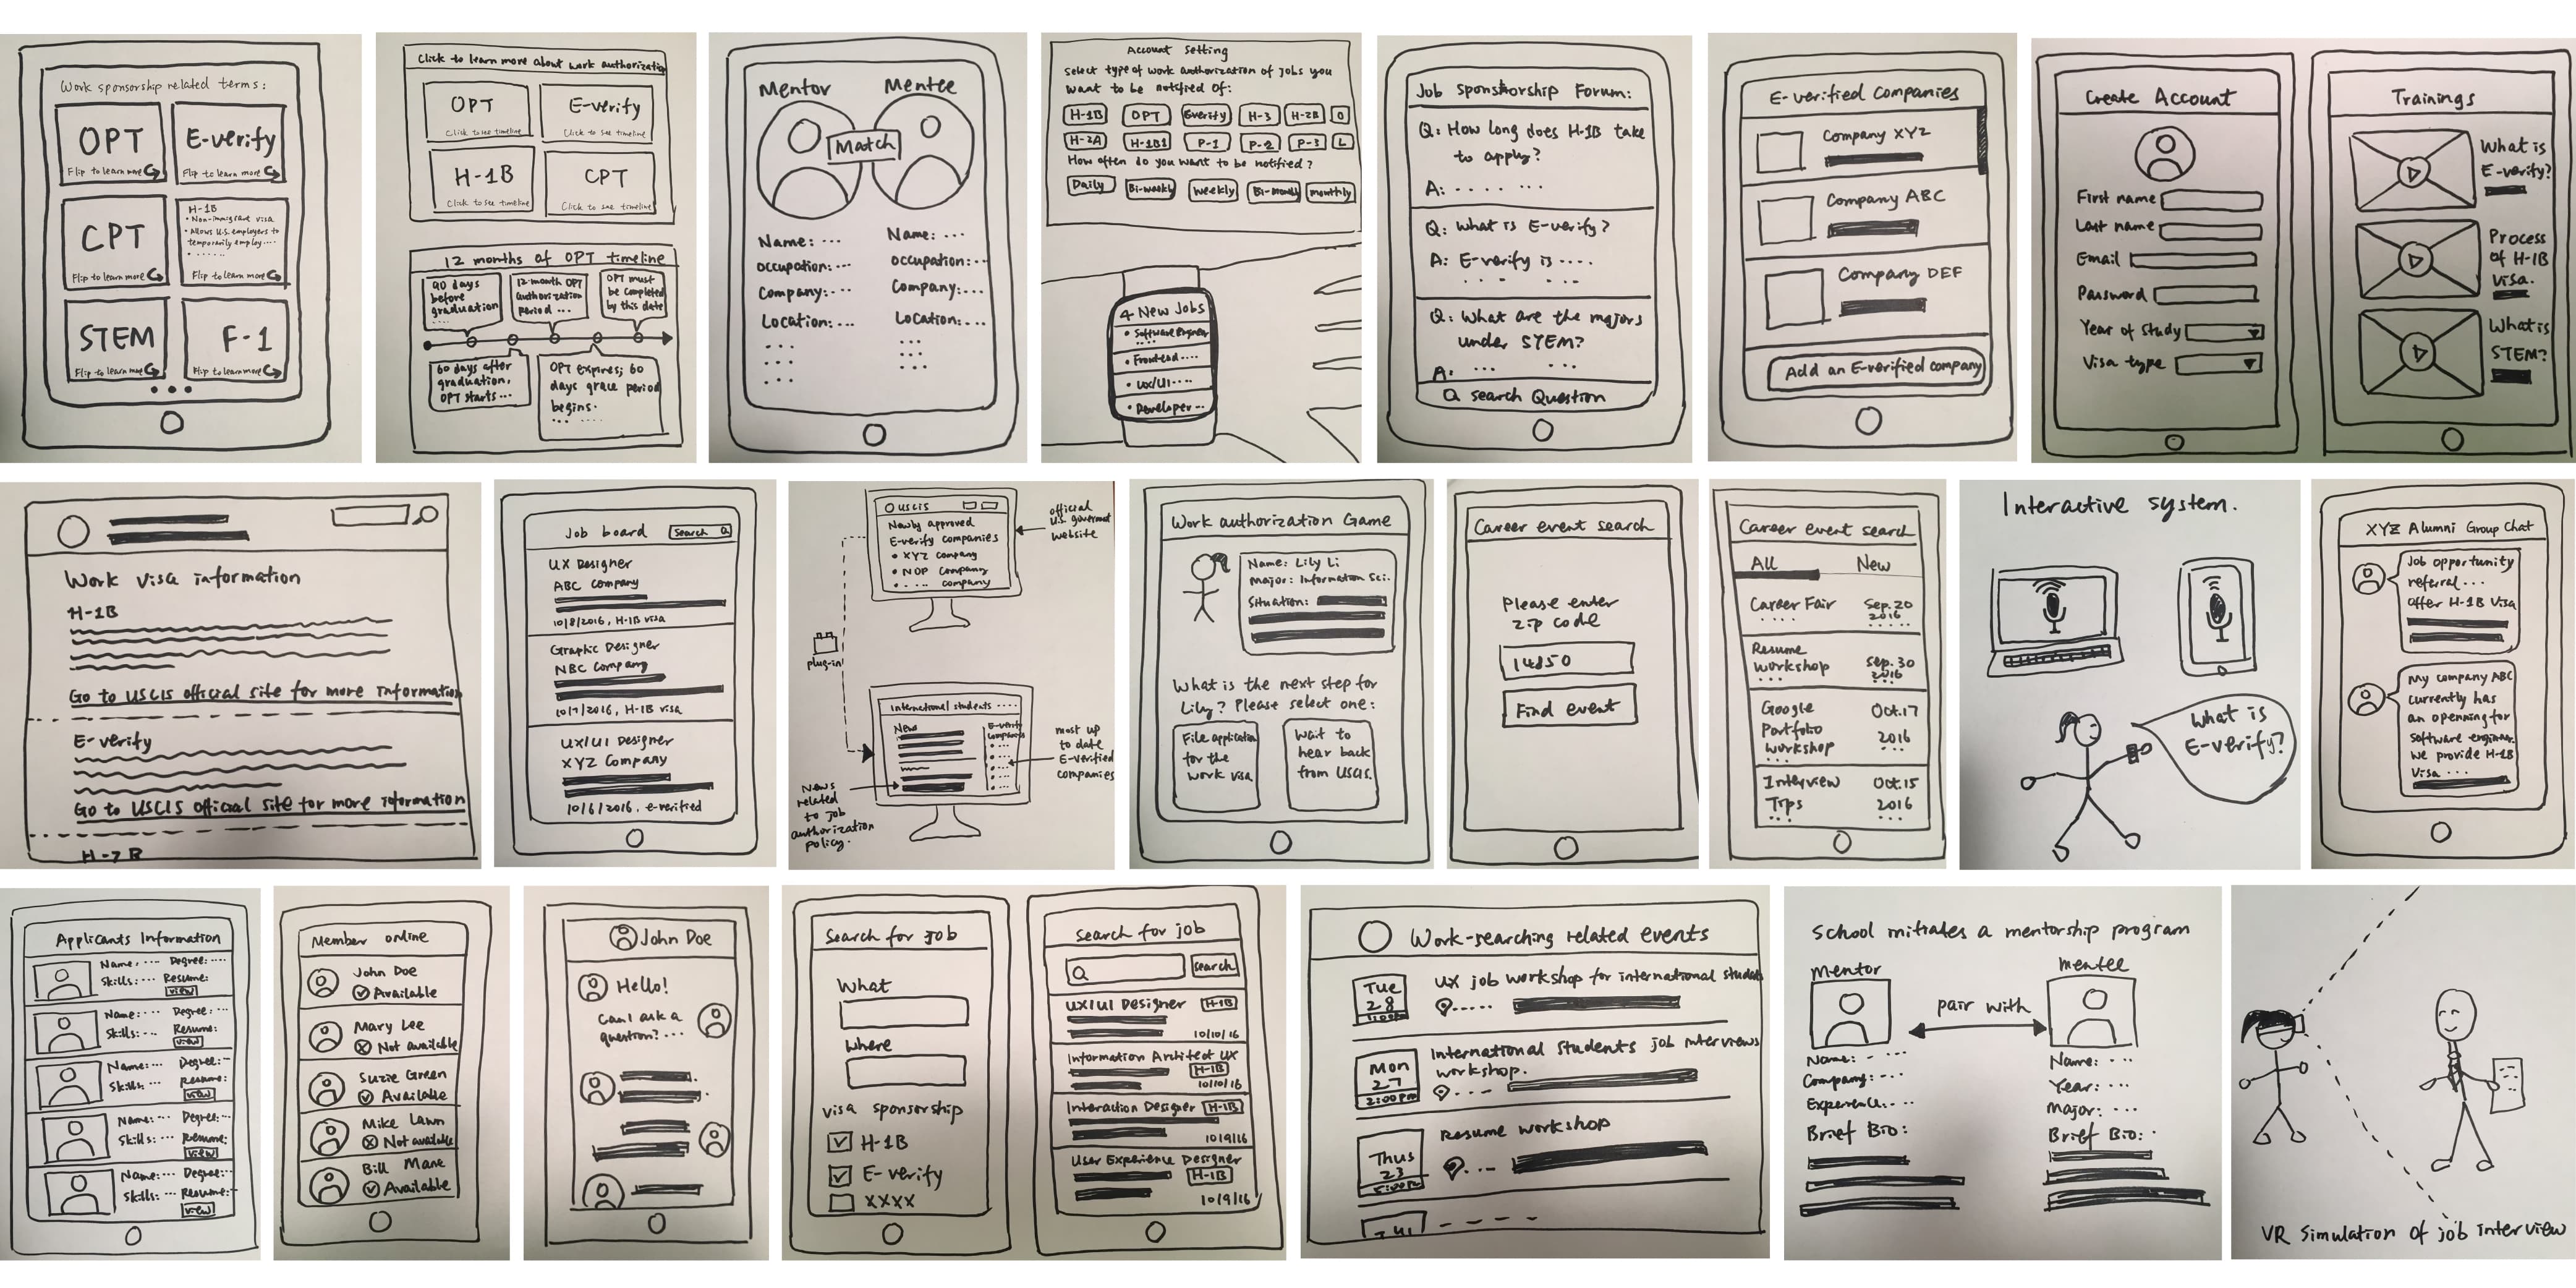 Work sponsorship related terms:
OPT
Flip to learn more
E-verify
Flip to learn more
CPT
Flip to learn more
H-1B
• Non-immigrant visa
• Allows U.S. employers to
temporarily employ....
• ......
Flip to learn more
STEM
Flip to learn more
F-1
Flip to learn more
Click to learn more about work authorization
OPT
Click to see timeline
E-verify
Click to see timeline
H-1B
Click to see timeline
CPT
Click to see timeline
12 months of OPT timeline
90 days
before
graduation
....
12-month OPT
authorization
period ...
OPT must
be completed
by this date
60 days after
graduation,
OPT starts...
OPT expires; 60
days grace period
begins.
Mentor
Mentee
Match
Name: ...
Occupation:...
Company:...
Location:...
Name: ...
Occupation:...
Company:...
Location:...
Account Setting
Select type of work authorization of jobs you
want to be notified of:
H-1B OPT Everify H-3 H-2B O
H-2A H-1B1 P-1 P-2 P-3 L
How often do you want to be notified?
Daily Bi-weekly Weekly Bi-monthly monthly
4 New Jobs
• Software Engineer
• Frontend....
• UX/UI....
• Developer...
Job sponsorship Forum:
Q: How long does H-1B take
to apply?
A: .... ...
Q: What is E-verify?
A: E-verify is ....
Q: What are the majors
under STEM?
A: ... ...
search Question
E-verified Companies
Company XYZ
Company ABC
Company DEF
Add an E-verified company
Create Account
First name
Last name
Email
Password
Year of study
Visa type
Trainings
What is
E-verify?
Process
of H-1B
visa.
What is
STEM?
Work visa information
H-1B
Go to USCIS official site for more information
E-verify
Go to USCIS official site for more information
Job board
Search
UX Designer
ABC Company
10/8/2016, H-1B visa
Graphic Designer
NBC Company
10/7/2016, H-1B visa
UX/UI Designer
XYZ Company
10/6/2016, e-verified
USCIS
Newly approved
E-verify companies
• XYZ company
• NOP company
• .... company
official
U.S. government
website
plug-in
International students ....
News
E-verify
companies
most up
to date
E-verified
companies
News
related
to job
authorization
policy.
Work authorization Game
Name: Lily Li
Major: Information Sci.
Situation:
What is the next step for
Lily? Please select one:
File application
for the
work visa
Wait to
hear back
from USCIS.
Career event search
Please enter
zip code
14850
Find event
Career event search
All New
Career Fair Sep.20
2016
Resume
workshop Sep.30
2016
Google
Portfolio
workshop Oct.17
2016
Interview
Tips Oct.15
2016
Interactive system.
What is
E-verify?
XYZ Alumni Group Chat
Job opportunity
referral...
offer H-1B Visa
My company ABC
currently has
an openning for
software engineer.
We provide H-1B
Visa ...
Applicants Information
Name: ... Degree: ....
Skills: ... Resume:
view
Name: ... Degree: ...
Skills: ... Resume:
view
Name: ... Degree: ...
Skills: ... Resume:
view
Name: ... Degree: ...
Skills: ... Resume:
view
Name: ... Degree: ...
Skills: ... Resume:
view
Member online
John Doe
Available
Mary Lee
Not available
Suzie Green
Available
Mike Lawn
Not available
Bill Mane
Available
John Doe
Hello!
Can I ask a
question?...
Search for job
What
Where
visa sponsorship
H-1B
E-verify
XXXX
Search for job
search
UX/UI Designer H-1B
10/10/16
Information Architect UX
H-1B
10/10/16
Interaction Designer H-1B
10/9/16
User Experience Designer
H-1B
10/9/16
Work-searching related events
Tue
28
UX job workshop for international students
Mon
27
2:00pm
International students job interviews
workshop.
Thus
23
5:00pm
Resume workshop
School initiates a mentorship program
mentor
mentee
pair with
Name: ...
Company: ...
Experience: ...
Brief Bio:
Name: ...
Year: ...
Major: ...
Brief Bio:
VR simulation of job interview